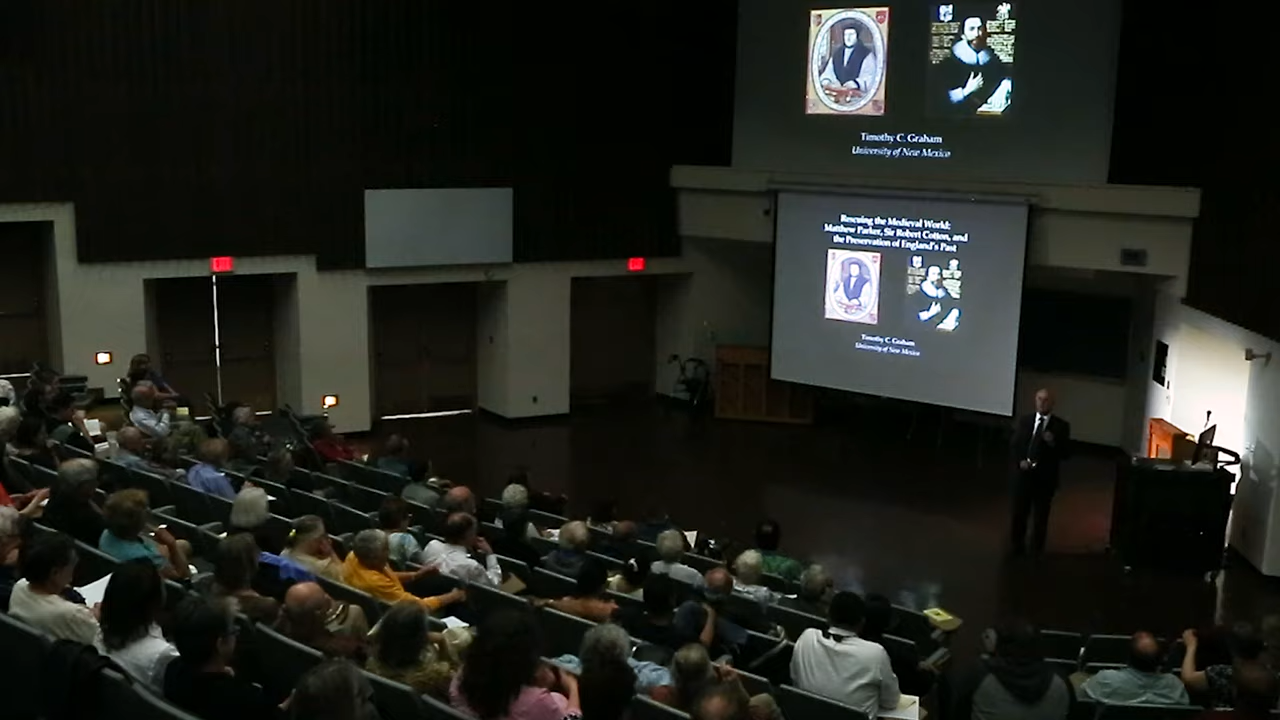 Timothy C. Graham
University of New Mexico
Rescuing the Medieval World:
Matthew Parker, Sir Robert Cotton, and
the Preservation of England's Past
Timothy C. Graham
University of New Mexico